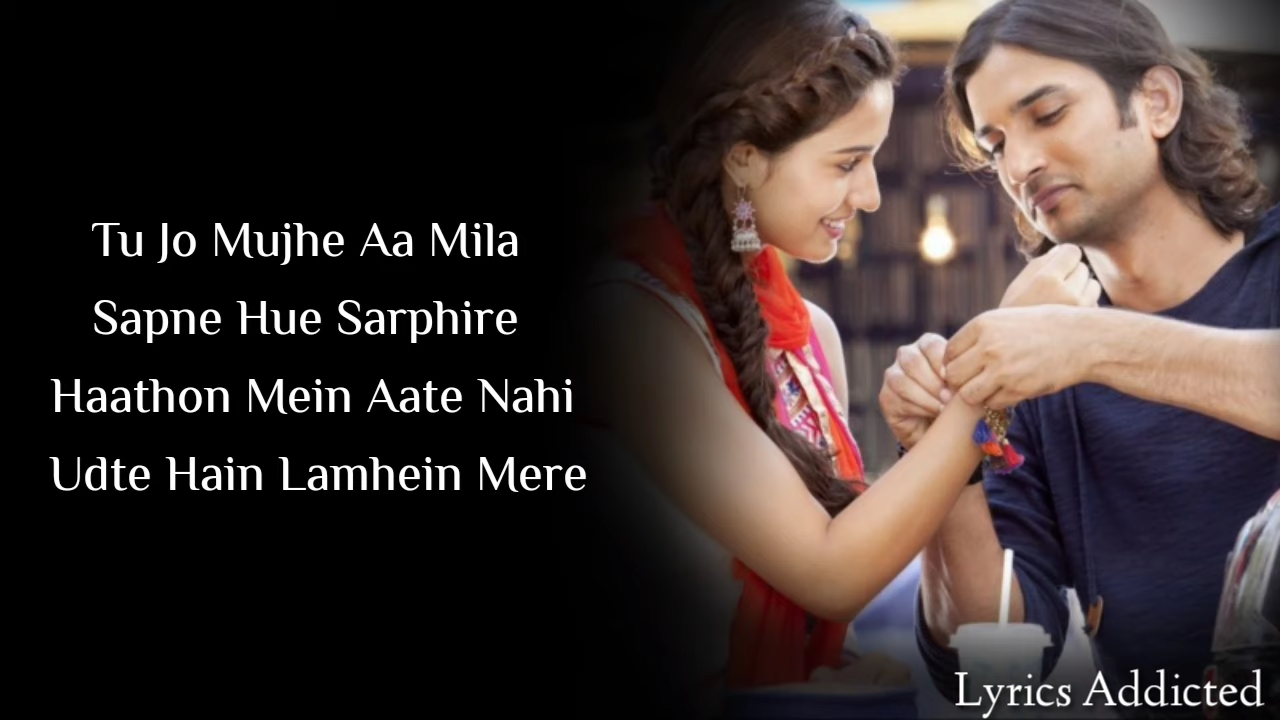 Tu Jo Mujhe Aa Mila
Sapne Hue Sarphire
Haathon Mein Aate Nahi
Udte Hain Lamhein Mere
Lyrics Addicted